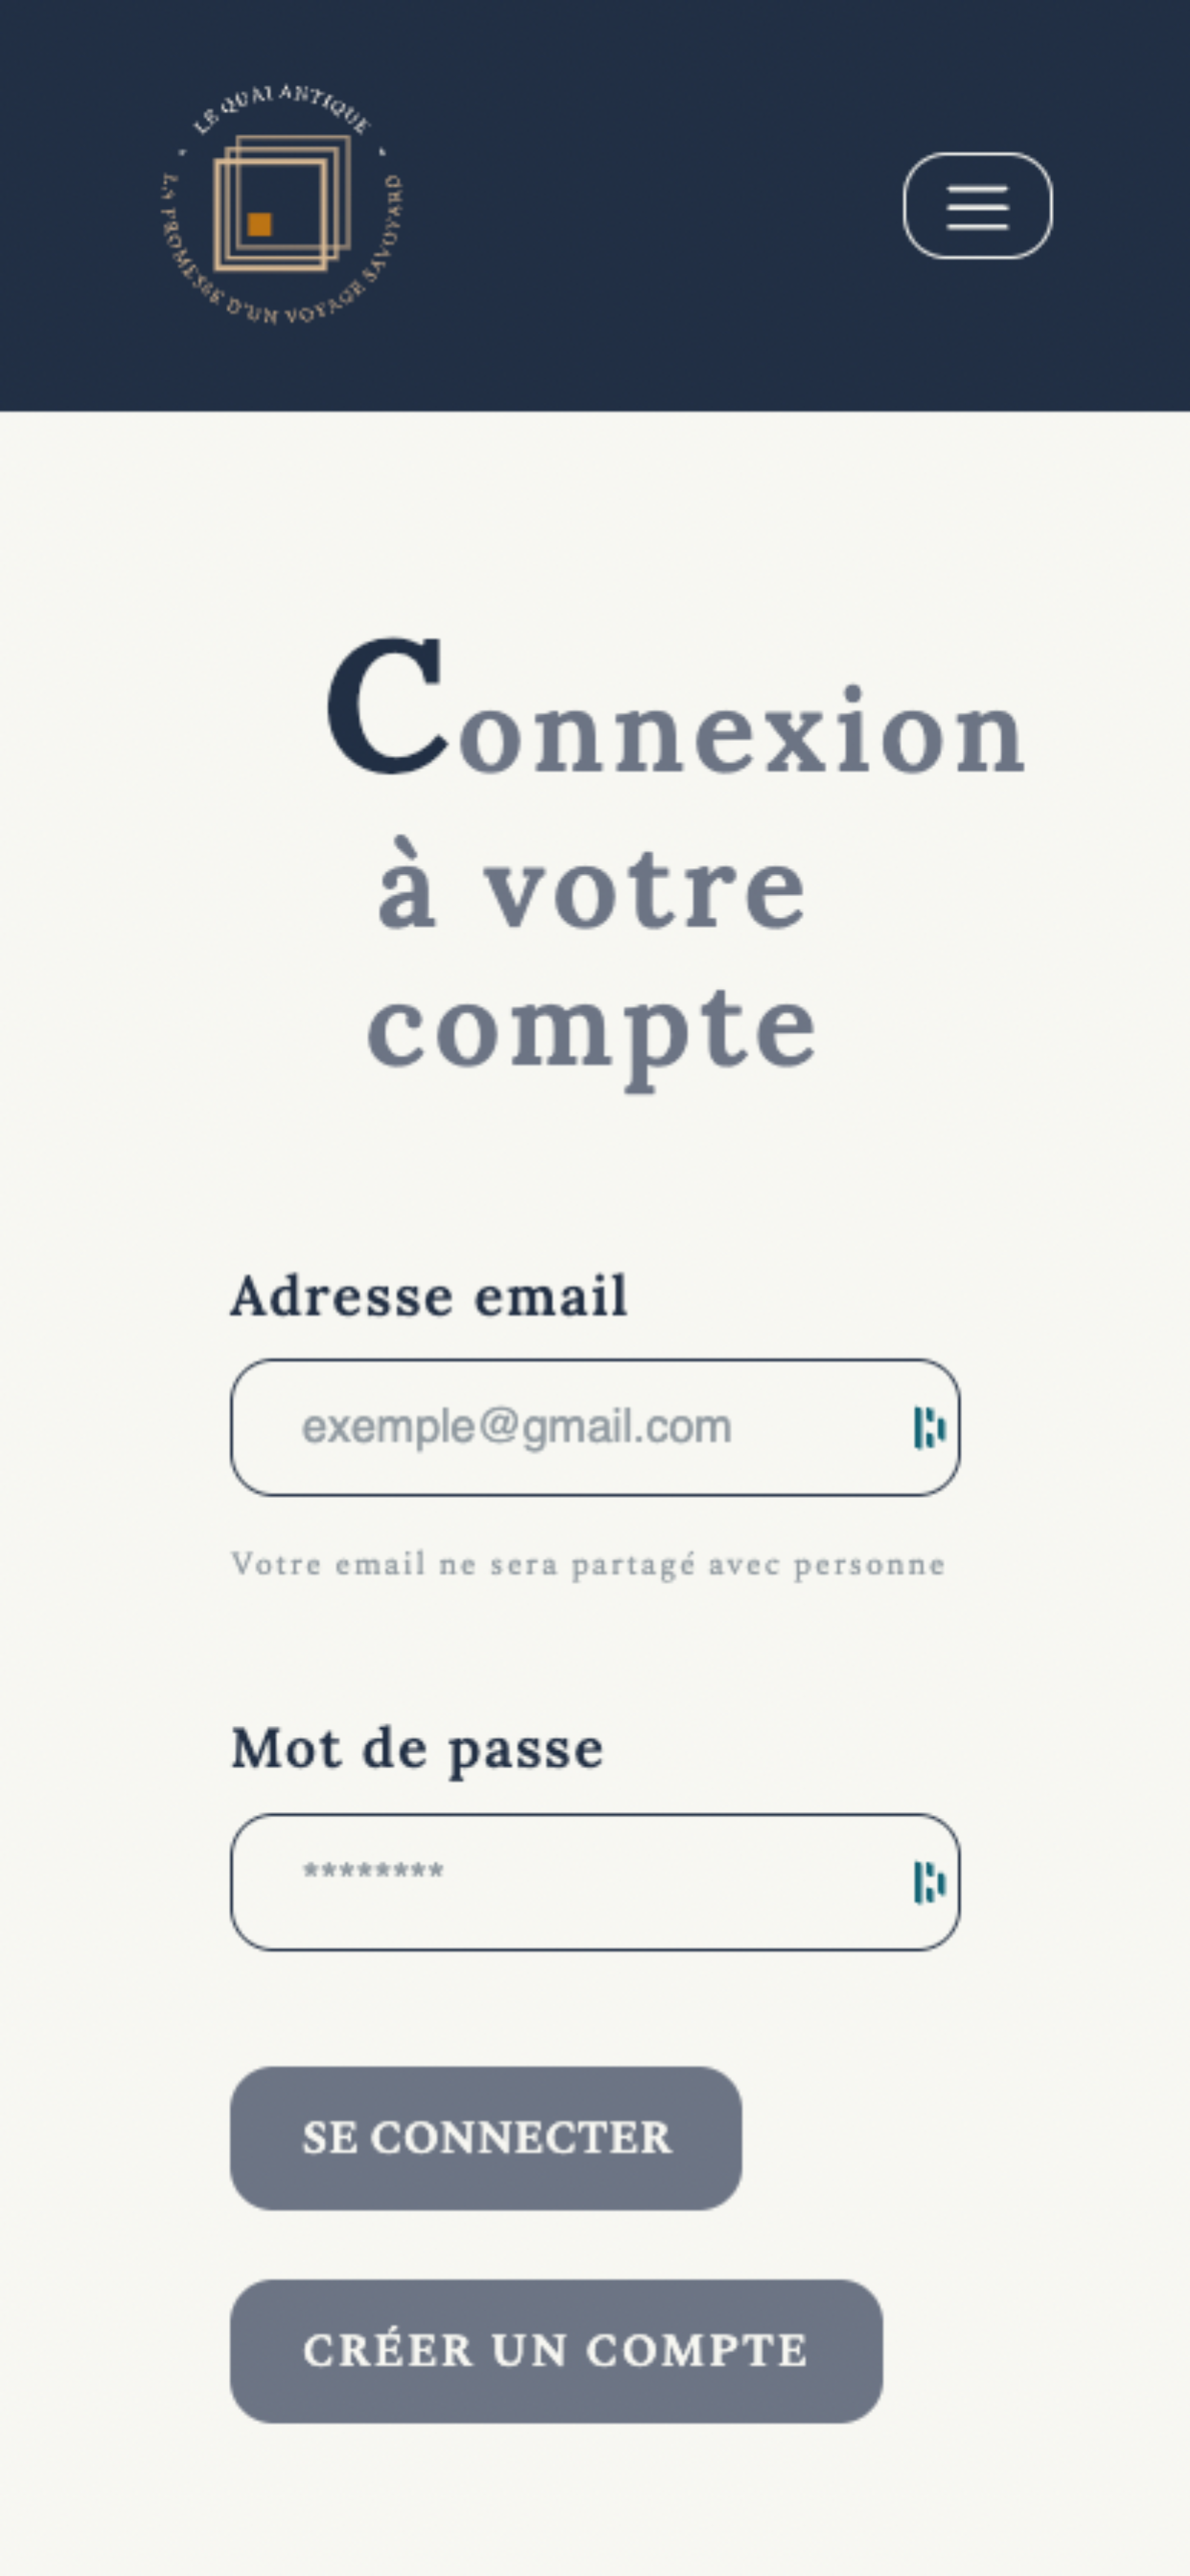 LE QUAI ANTIQUE
LA PROMESSE D'UN VOYAGE SAVOYARD
Connexion
à votre
compte
Adresse email
exemple@gmail.com
Votre email ne sera partagé avec personne
Mot de passe
********
SE CONNECTER
CRÉER UN COMPTE